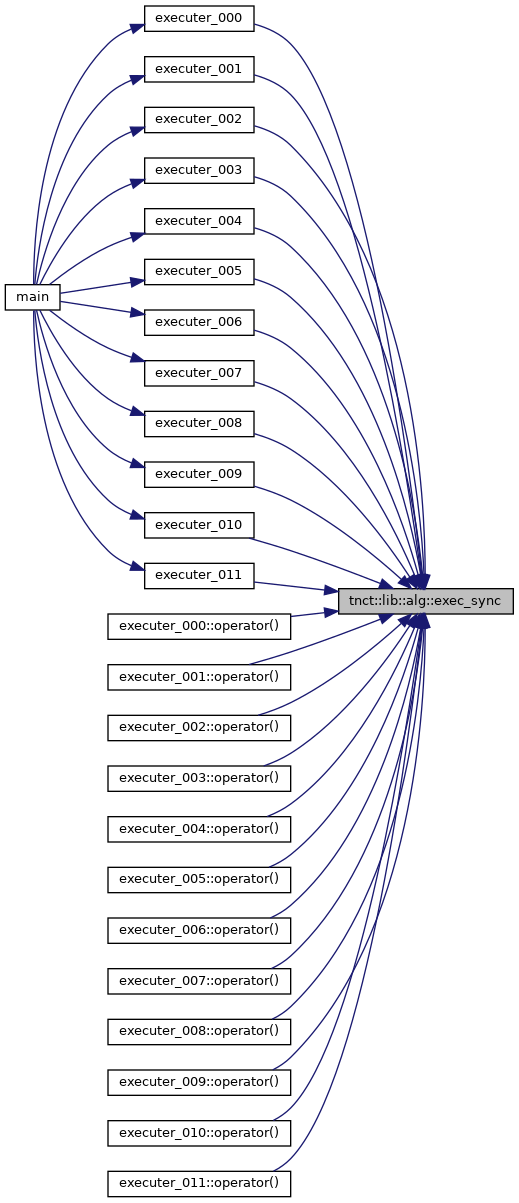 executer_000
executer_001
executer_002
executer_003
executer_004
executer_005
main
executer_006
executer_007
executer_008
executer_009
executer_010
executer_011
tnct::lib::alg::exec_sync
executer_000::operator()
executer_001::operator()
executer_002::operator()
executer_003::operator()
executer_004::operator()
executer_005::operator()
executer_006::operator()
executer_007::operator()
executer_008::operator()
executer_009::operator()
executer_010::operator()
executer_011::operator()